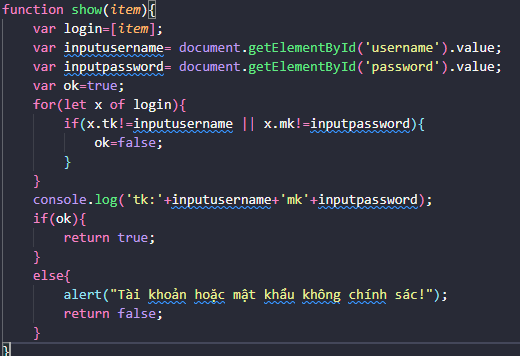 function show(item){
var login=[item];
var inputusername= document.getElementById('username').value;
var inputpassword= document.getElementById('password').value;
var ok=true;
for(let x of login){
if(x.tk!=inputusername || x.mk!=inputpassword){
ok=false;
}
}
console.log('tk:'+inputusername+'mk'+inputpassword);
if(ok){
return true;
}
else{
alert("Tài khoản hoặc mật khẩu không chính sác!");
return false;
}
}